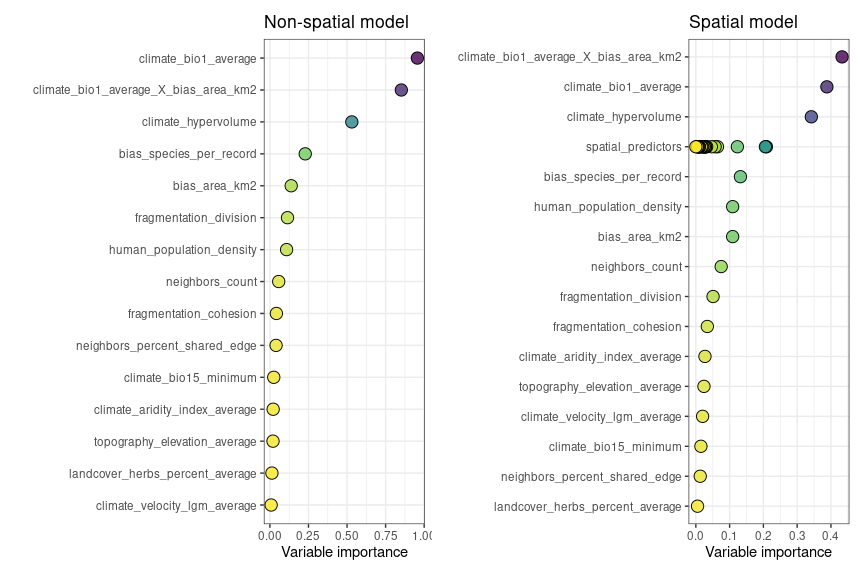 Non-spatial model
climate_bio1_average
climate_bio1_average_X_bias_area_km2
climate_hypervolume
bias_species_per_record
bias_area_km2
fragmentation_division
human_population_density
neighbors_count
fragmentation_cohesion
neighbors_percent_shared_edge
climate_bio15_minimum
climate_aridity_index_average
topography_elevation_average
landcover_herbs_percent_average
climate_velocity_lgm_average
0.00 0.25 0.50 0.75 1.00
Variable importance
Spatial model
climate_bio1_average_X_bias_area_km2
climate_bio1_average
climate_hypervolume
spatial_predictors
bias_species_per_record
human_population_density
bias_area_km2
neighbors_count
fragmentation_division
fragmentation_cohesion
climate_aridity_index_average
topography_elevation_average
climate_velocity_lgm_average
climate_bio15_minimum
neighbors_percent_shared_edge
landcover_herbs_percent_average
0.0 0.1 0.2 0.3 0.4
Variable importance